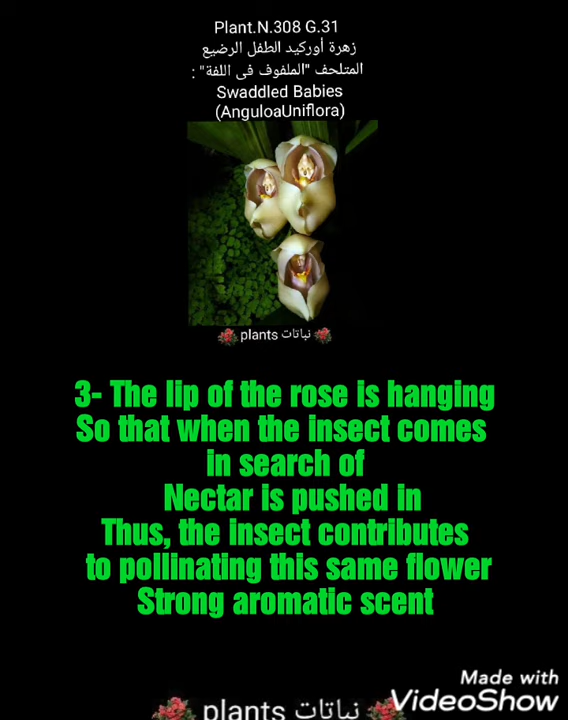 Plant.N.308 G.31
زهرة أوركيد الطفل الرضيع
المتلحف "الملفوف فى اللفة" :
Swaddled Babies
(AnguloaUniflora)
plants نباتات
3- The lip of the rose is hanging
So that when the insect comes
in search of
Nectar is pushed in
Thus, the insect contributes
to pollinating this same flower
Strong aromatic scent
Made with
VideoShow
plants نباتات